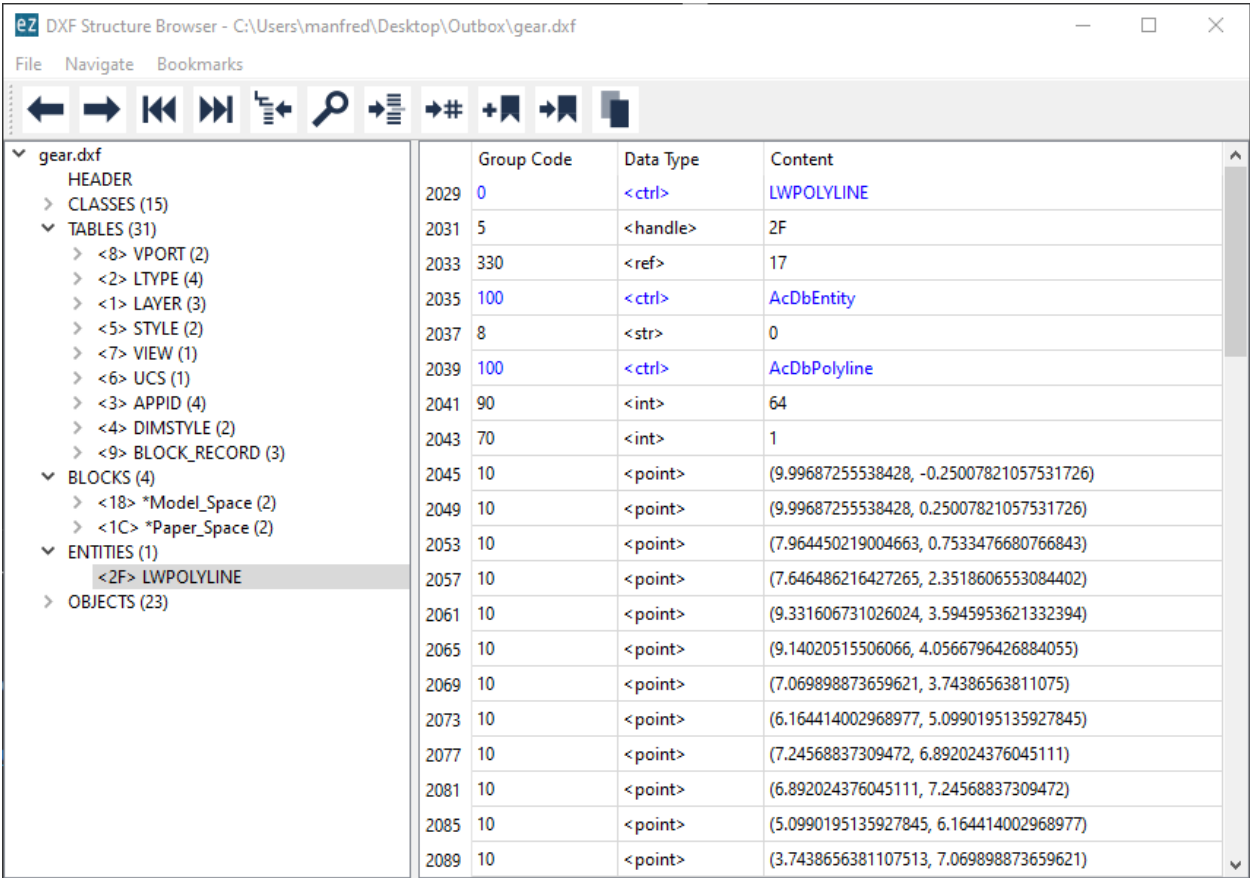 ez DXF Structure Browser - C:\Users\manfred\Desktop\Outbox\gear.dxf
File Navigate Bookmarks
gear.dxf
HEADER
CLASSES (15)
TABLES (31)
<8> VPORT (2)
<2> LTYPE (4)
<1> LAYER (3)
<5> STYLE (2)
<7> VIEW (1)
<6> UCS (1)
<3> APPID (4)
<4> DIMSTYLE (2)
<9> BLOCK_RECORD (3)
BLOCKS (4)
<18> *Model_Space (2)
<1C> *Paper_Space (2)
ENTITIES (1)
<2F> LWPOLYLINE
OBJECTS (23)
Group Code Data Type Content
2029 0 <ctrl> LWPOLYLINE
2031 5 <handle> 2F
2033 330 <ref> 17
2035 100 <ctrl> AcDbEntity
2037 8 <str> 0
2039 100 <ctrl> AcDbPolyline
2041 90 <int> 64
2043 70 <int> 1
2045 10 <point> (9.99687255538428, -0.25007821057531726)
2049 10 <point> (9.99687255538428, 0.25007821057531726)
2053 10 <point> (7.964450219004663, 0.7533476680766843)
2057 10 <point> (7.646486216427265, 2.3518606553084402)
2061 10 <point> (9.331606731026024, 3.5945953621332394)
2065 10 <point> (9.14020515506066, 4.0566796426884055)
2069 10 <point> (7.069898873659621, 3.74386563811075)
2073 10 <point> (6.164414002968977, 5.0990195135927845)
2077 10 <point> (7.24568837309472, 6.892024376045111)
2081 10 <point> (6.892024376045111, 7.24568837309472)
2085 10 <point> (5.0990195135927845, 6.164414002968977)
2089 10 <point> (3.7438656381107513, 7.069898873659621)